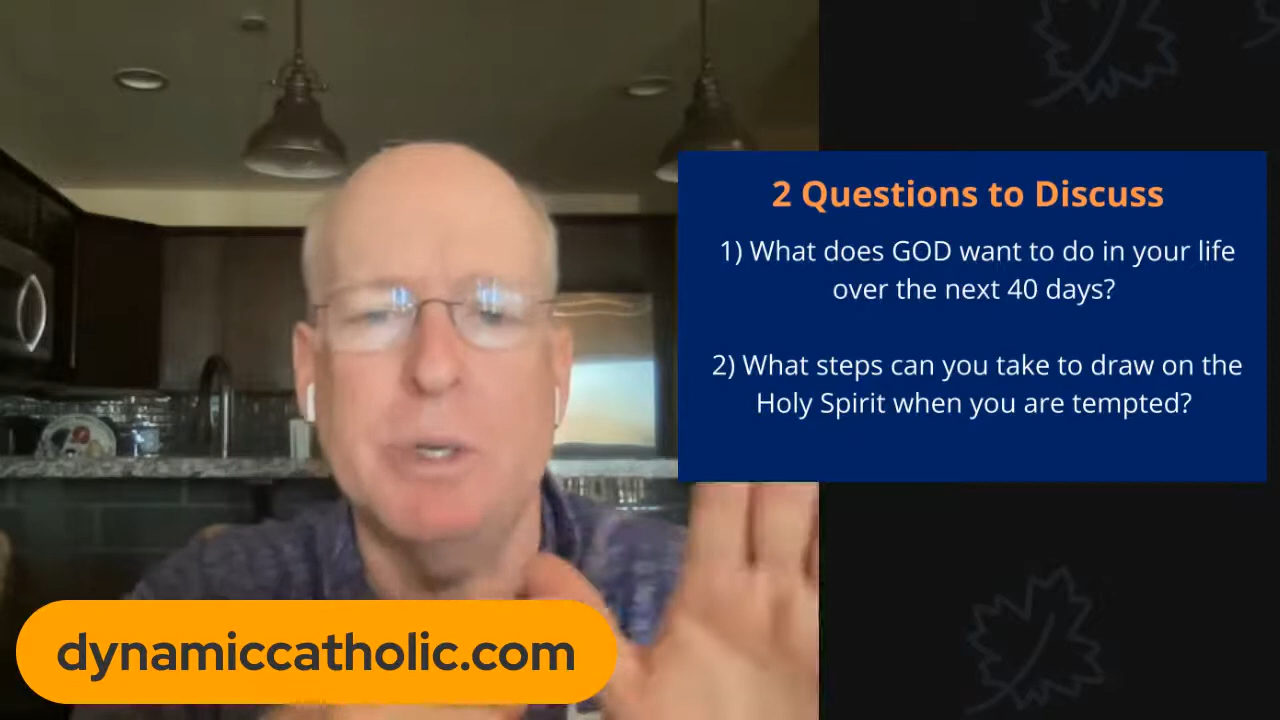 2 Questions to Discuss
1) What does GOD want to do in your life
over the next 40 days?
2) What steps can you take to draw on the
Holy Spirit when you are tempted?
dynamiccatholic.com